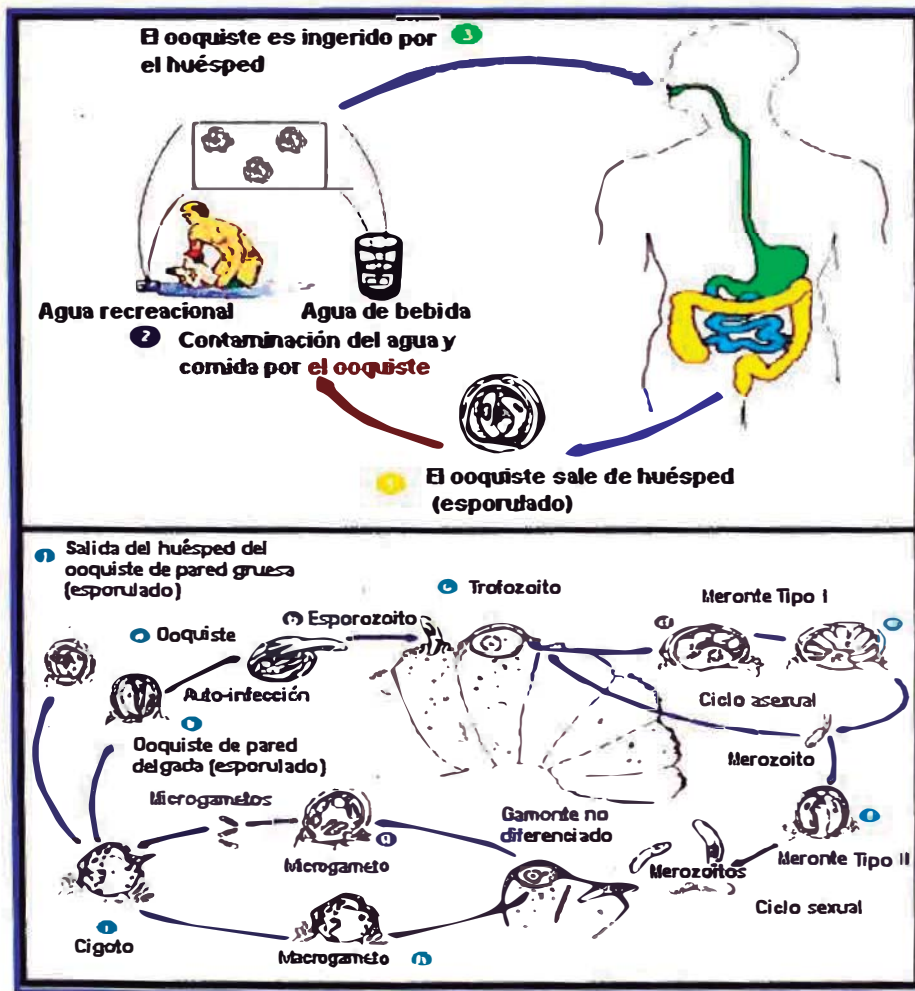 El ooquiste es ingerido por
3
el huésped
Agua recreacional
Agua de bebida
2
Contaminación del agua y
comida por el ooquiste
El ooquiste sale de huésped
(esporulado)
Salida del huésped del
ooquiste de pared gruesa
(esporulado)
Ooquiste
Esporozoito
Trofozoito
Meronte Tipo I
Auto-infección
Ciclo asexual
b
Ooquiste de pared
delgada (esporulado)
Merozoito
Microgametos
Gamonte no
diferenciado
Microgameto
Merozoitos
Meronte Tipo II
Ciclo sexual
Cigoto
Macrogameto
h